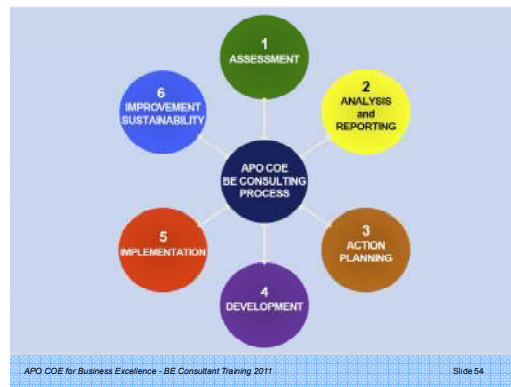 1
ASSESSMENT
2
ANALYSIS
and
REPORTING
3
ACTION
PLANNING
4
DEVELOPMENT
5
IMPLEMENTATION
6
IMPROVEMENT
SUSTAINABILITY
APO COE
BE CONSULTING
PROCESS
APO COE for Business Excellence - BE Consultant Training 2011
Slide 54